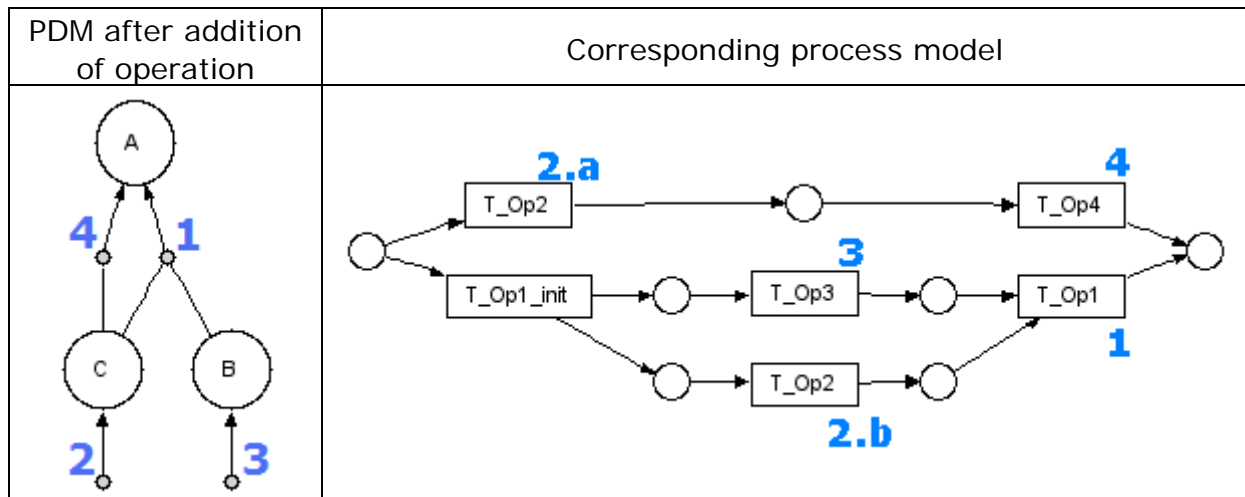 PDM after addition
of operation
Corresponding process model
A
4
1
C
B
2
3
2.a
4
T_Op2
T_Op4
3
T_Op1_init
T_Op3
T_Op1
1
T_Op2
2.b